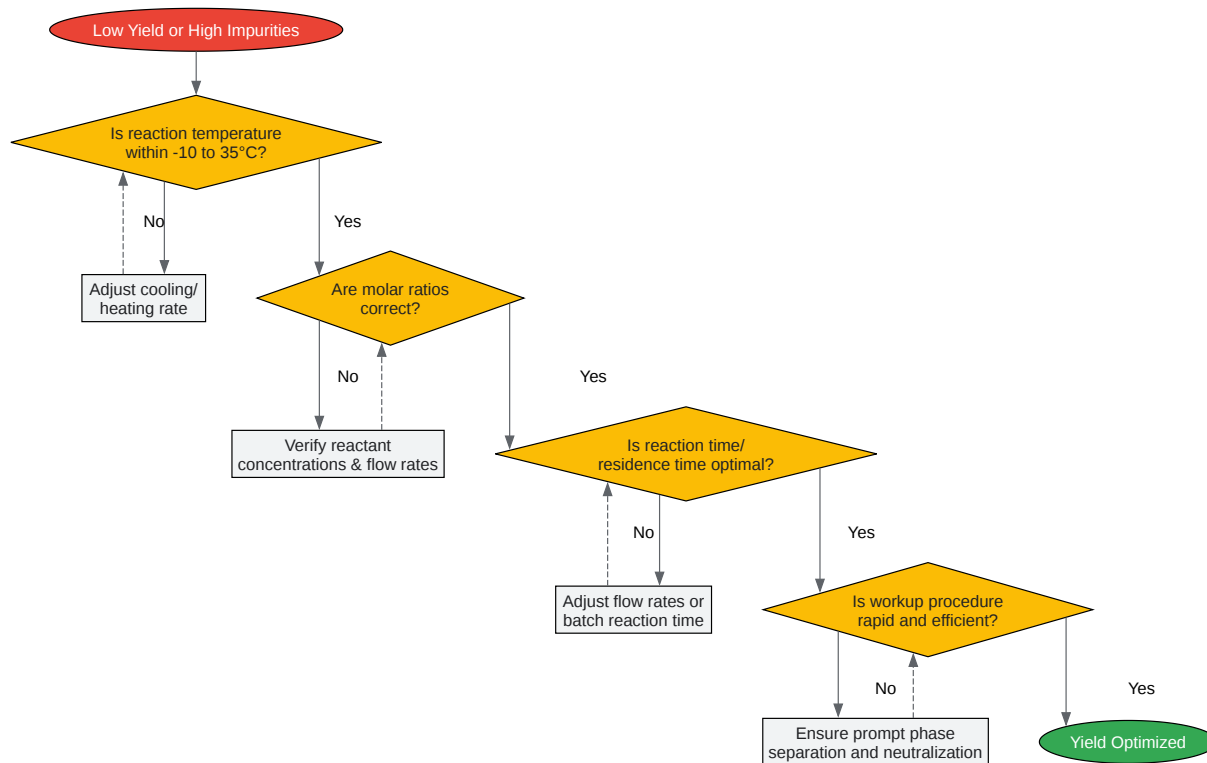 Low Yield or High Impurities
Is reaction temperature
within -10 to 35°C?
No
Yes
Adjust cooling/
heating rate
Are molar ratios
correct?
No
Yes
Verify reactant
concentrations & flow rates
Is reaction time/
residence time optimal?
No
Yes
Adjust flow rates or
batch reaction time
Is workup procedure
rapid and efficient?
No
Yes
Ensure prompt phase
separation and neutralization
Yield Optimized